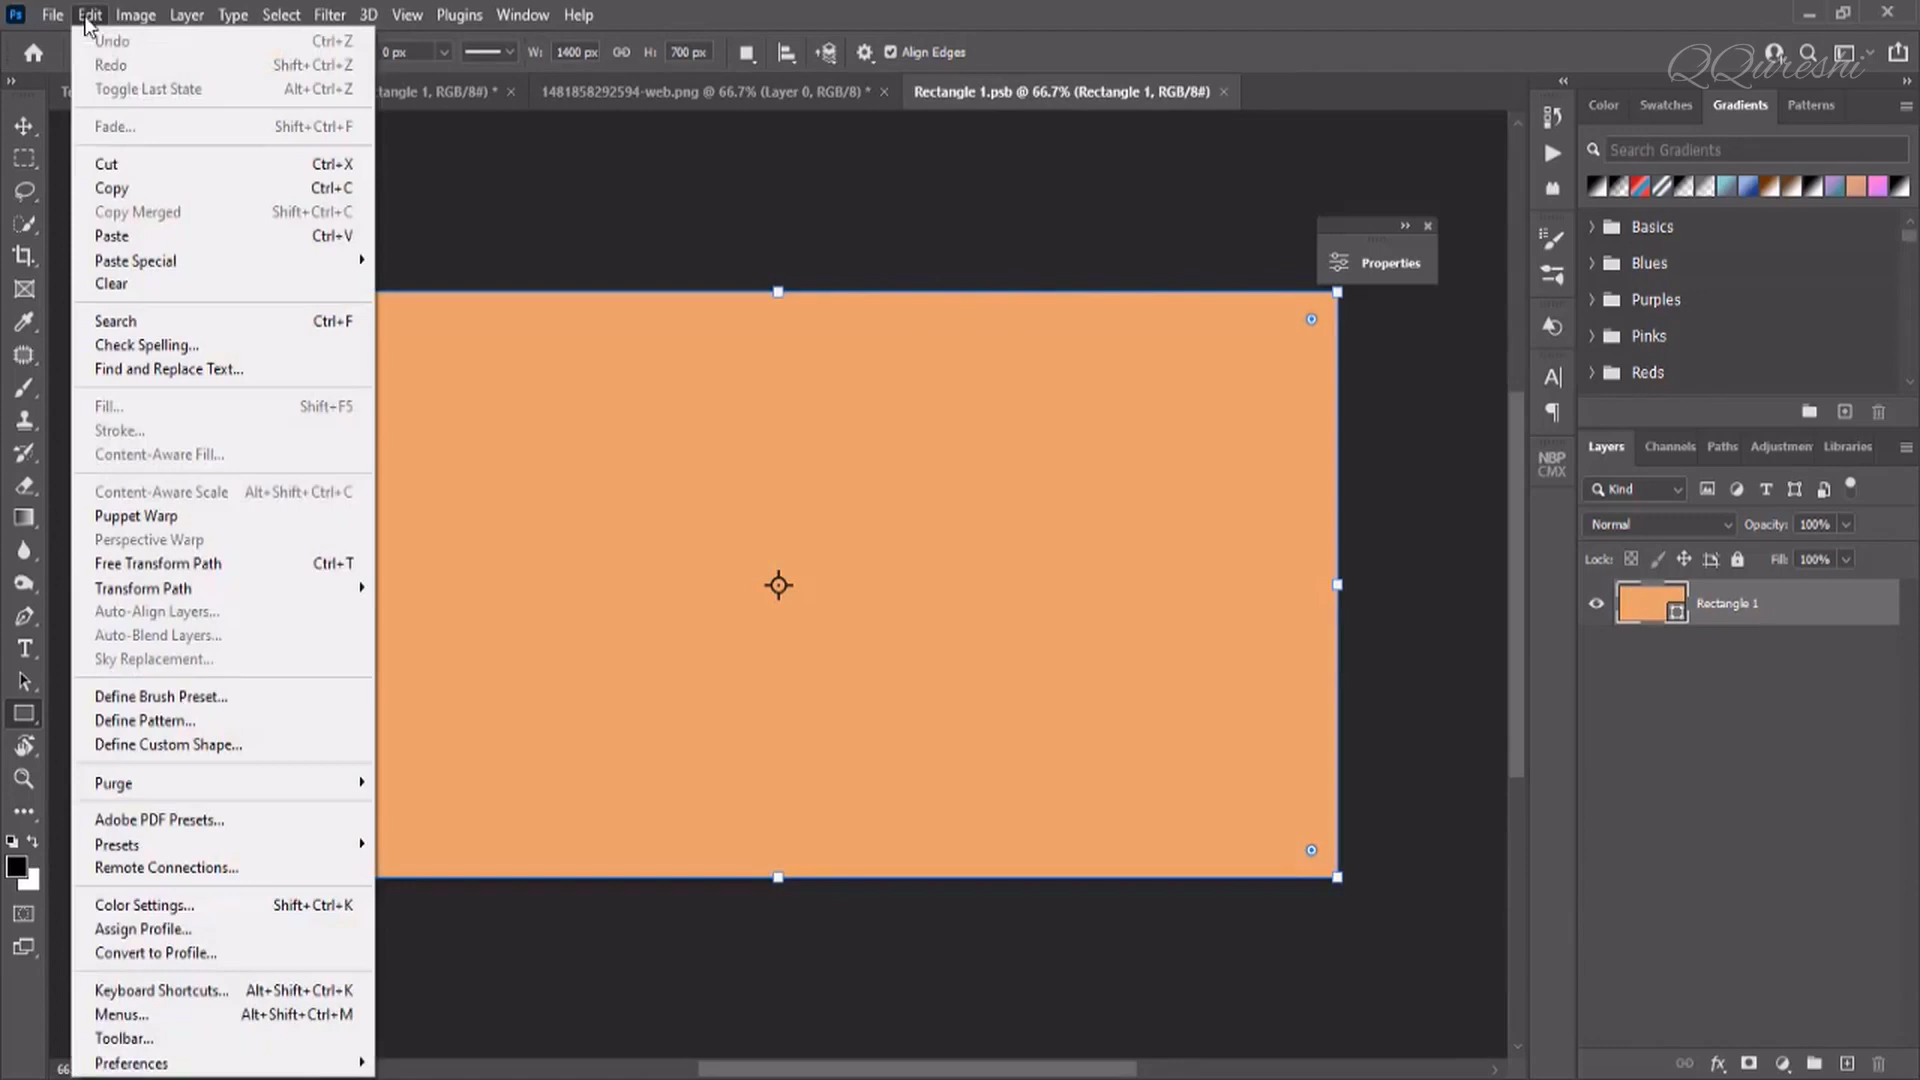 Ps File Edit Image Layer Type Select Filter 3D View Plugins Window Help
0 px W: 1400 px H: 700 px Align Edges
QQureshi
tangle 1, RGB/8#) * × 1481858292594-web.png @ 66.7% (Layer 0, RGB/8) * × Rectangle 1.psb @ 66.7% (Rectangle 1, RGB/8#) ×
Undo Ctrl+Z
Redo Shift+Ctrl+Z
Toggle Last State Alt+Ctrl+Z
Fade... Shift+Ctrl+F
Cut Ctrl+X
Copy Ctrl+C
Copy Merged Shift+Ctrl+C
Paste Ctrl+V
Paste Special
Clear
Search Ctrl+F
Check Spelling...
Find and Replace Text...
Fill... Shift+F5
Stroke...
Content-Aware Fill...
Content-Aware Scale Alt+Shift+Ctrl+C
Puppet Warp
Perspective Warp
Free Transform Path Ctrl+T
Transform Path
Auto-Align Layers...
Auto-Blend Layers...
Sky Replacement...
Define Brush Preset...
Define Pattern...
Define Custom Shape...
Purge
Adobe PDF Presets...
Presets
Remote Connections...
Color Settings... Shift+Ctrl+K
Assign Profile...
Convert to Profile...
Keyboard Shortcuts... Alt+Shift+Ctrl+K
Menus... Alt+Shift+Ctrl+M
Toolbar...
Preferences
66
Properties
NBP
CMX
Color Swatches Gradients Patterns
Search Gradients
Basics
Blues
Purples
Pinks
Reds
Layers Channels Paths Adjustmen Libraries
Kind
Normal Opacity: 100%
Lock: Fill: 100%
Rectangle 1